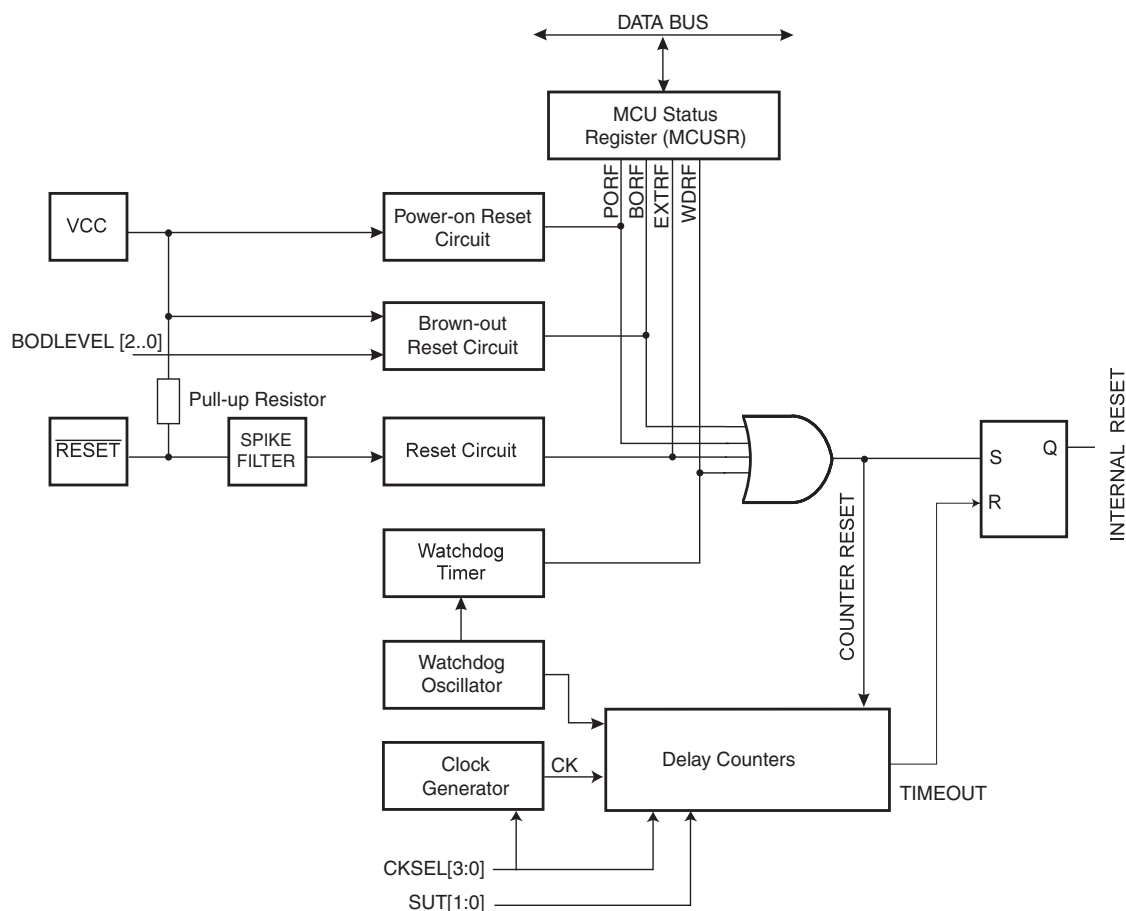 DATA BUS
MCU Status
Register (MCUSR)
PORF
BORF
EXTRF
WDRF
VCC
Power-on Reset
Circuit
BODLEVEL [2..0]
Brown-out
Reset Circuit
Pull-up Resistor
RESET
SPIKE
FILTER
Reset Circuit
S
Q
R
INTERNAL RESET
Watchdog
Timer
COUNTER RESET
Watchdog
Oscillator
Clock
Generator
CK
Delay Counters
TIMEOUT
CKSEL[3:0]
SUT[1:0]